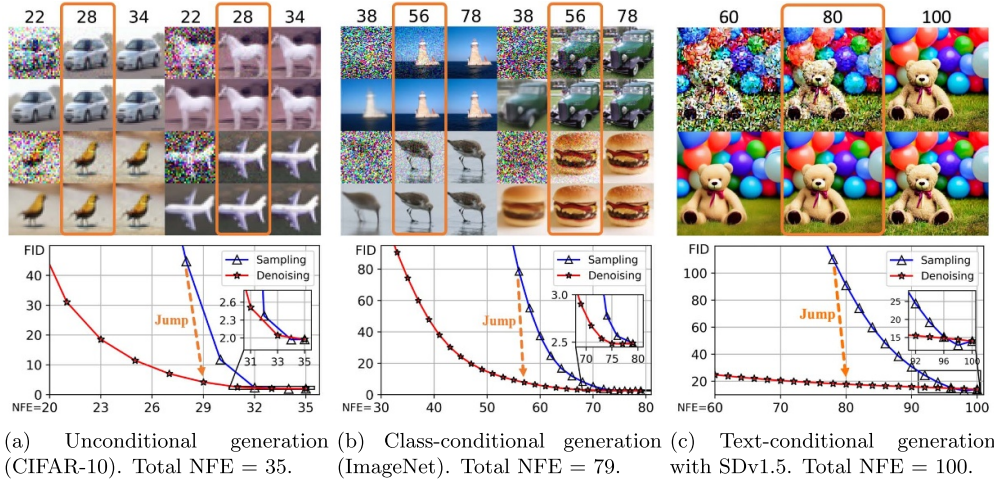 22 28 34 22 28 34
38 56 78 38 56 78
60 80 100
FID
40
30
20
10
0
Sampling
Denoising
Jump
2.6
2.3
2.0
31 33 35
NFE=20 23 26 29 32 35
FID
80
60
40
20
0
Sampling
Denoising
Jump
3.0
2.5
70 75 80
NFE=
30 40 50 60 70 80
FID
100
80
60
40
20
Sampling
Denoising
Jump
25
20
15
92 96 100
NFE=60 70 80 90 100
(a) Unconditional generation
(CIFAR-10). Total NFE = 35.
(b) Class-conditional generation
(ImageNet). Total NFE = 79.
(c) Text-conditional generation
with SDv1.5. Total NFE = 100.